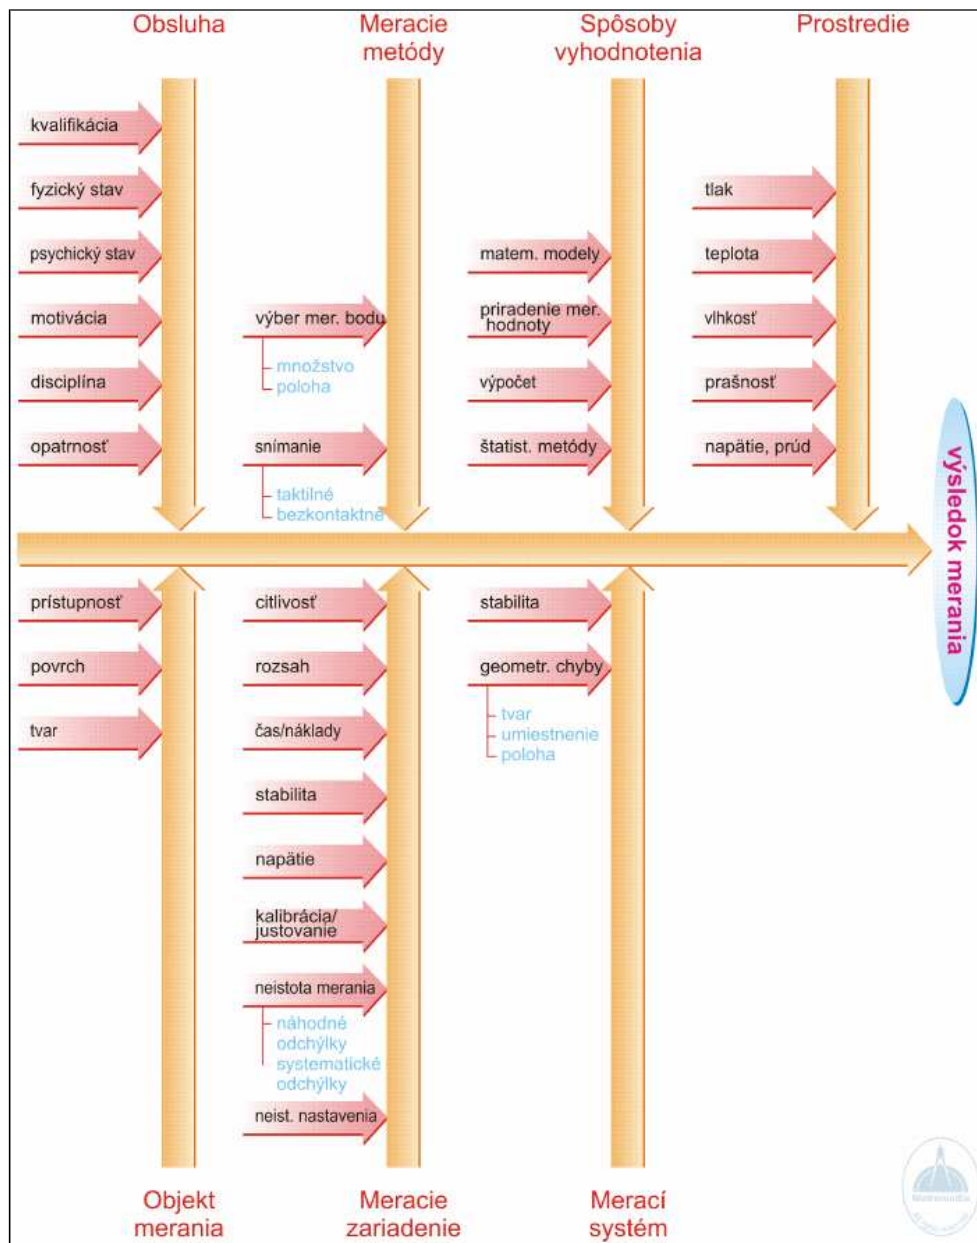 Obsluha
kvalifikácia
fyzický stav
psychický stav
motivácia
disciplína
opatrnosť
Meracie
metódy
výber mer. bodu
množstvo
poloha
snímanie
taktilné
bezkontaktné
Spôsoby
vyhodnotenia
matem. modely
priradenie mer.
hodnoty
výpočet
štatist. metódy
Prostredie
tlak
teplota
vlhkosť
prašnosť
napätie, prúd
výsledok merania
prístupnosť
povrch
tvar
Objekt
merania
citlivosť
rozsah
čas/náklady
stabilita
napätie
kalibrácia/
justovanie
neistota merania
náhodné
odchýlky
systematické
odchýlky
neist. nastavenia
Meracie
zariadenie
stabilita
geometr. chyby
tvar
umiestnenie
poloha
Merací
systém